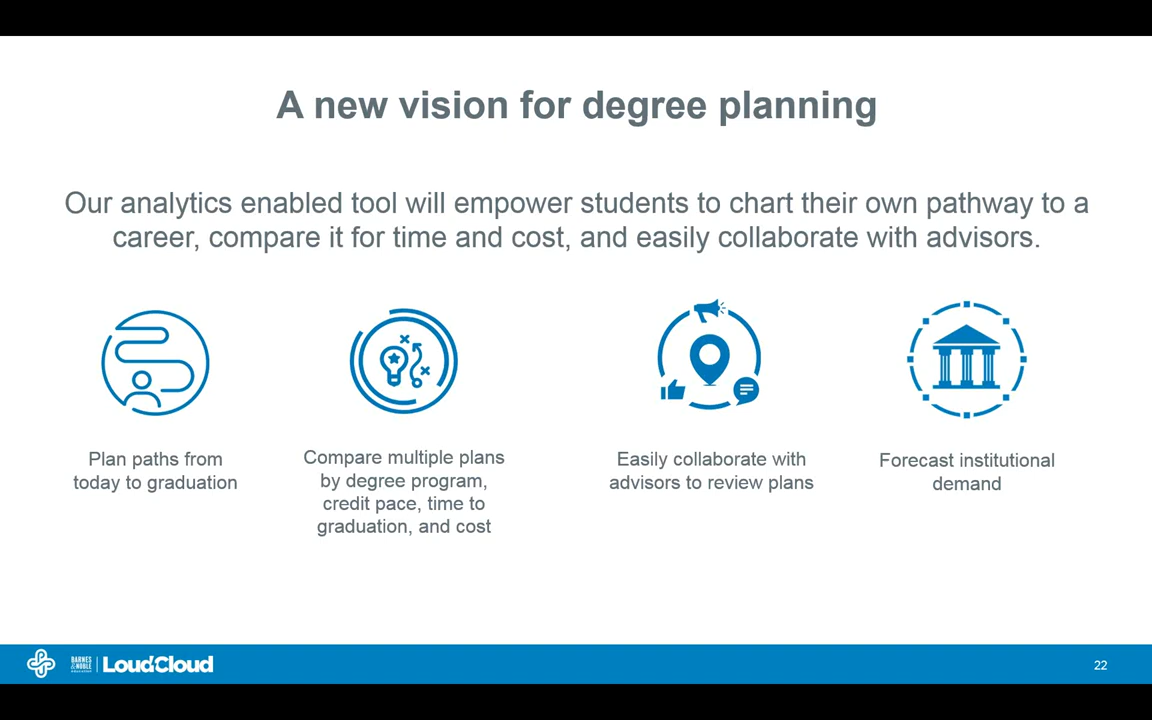 A new vision for degree planning
Our analytics enabled tool will empower students to chart their own pathway to a
career, compare it for time and cost, and easily collaborate with advisors.
Plan paths from
today to graduation
Compare multiple plans
by degree program,
credit pace, time to
graduation, and cost
Easily collaborate with
advisors to review plans
Forecast institutional
demand
BARNES
&NOBLE
EDUCATION
LoudCloud
22